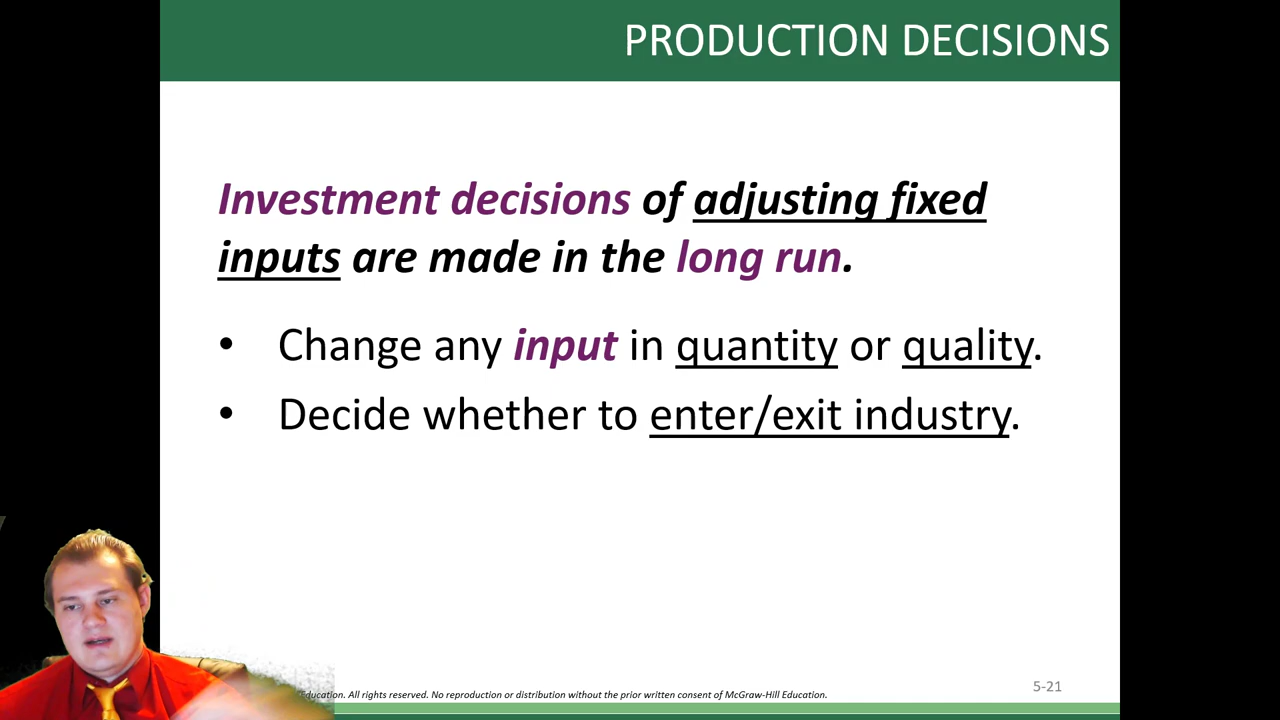 PRODUCTION DECISIONS
Investment decisions of adjusting fixed
inputs are made in the long run.
• Change any input in quantity or quality.
• Decide whether to enter/exit industry.
Education. All rights reserved. No reproduction or distribution without the prior written consent of McGraw-Hill Education.
5-21